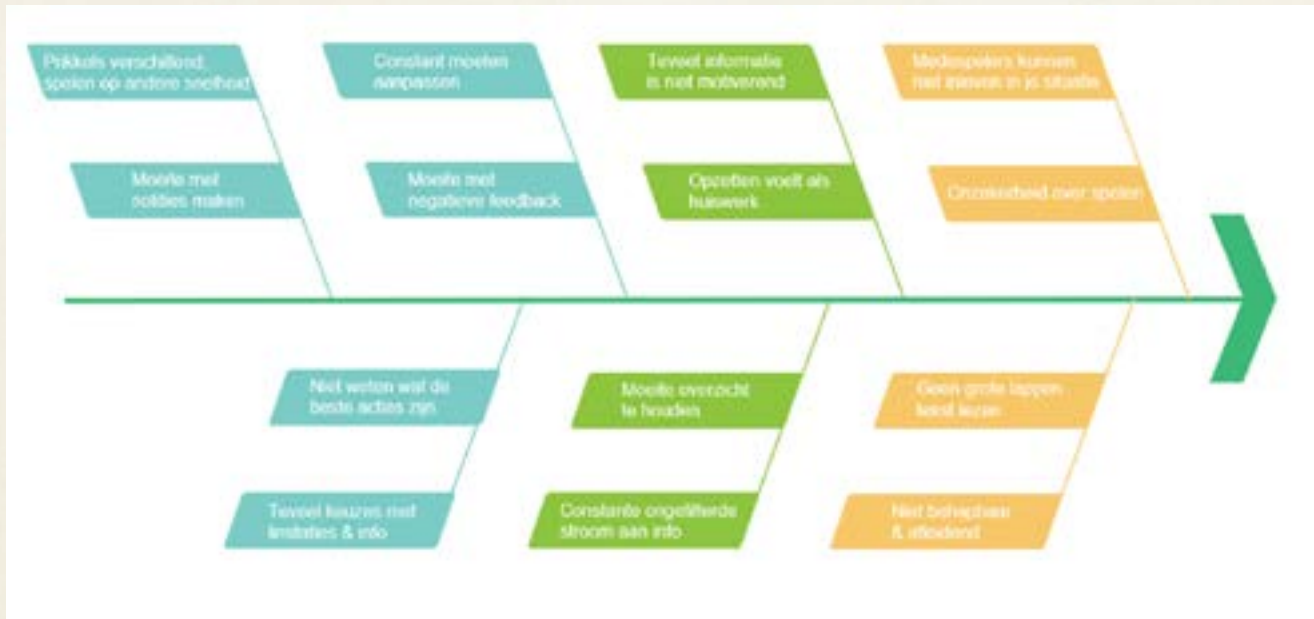 Prikkels verschillend:
spelen op andere snelheid
Constant moeten
aanpassen
Teveel informatie
is niet motiverend
Medespelers kunnen
niet inleven in je situatie
Moeite met
notities maken
Moeite met
negatieve feedback
Opzetten voelt als
huiswerk
Onzekerheid over spelen
Niet weten wat de
beste acties zijn
Moeite overzicht
te houden
Geen grote lappen
tekst lezen
Teveel keuzes met
limitaties & info
Constante ongefilterde
stroom aan info
Niet behapbare
& afleidend